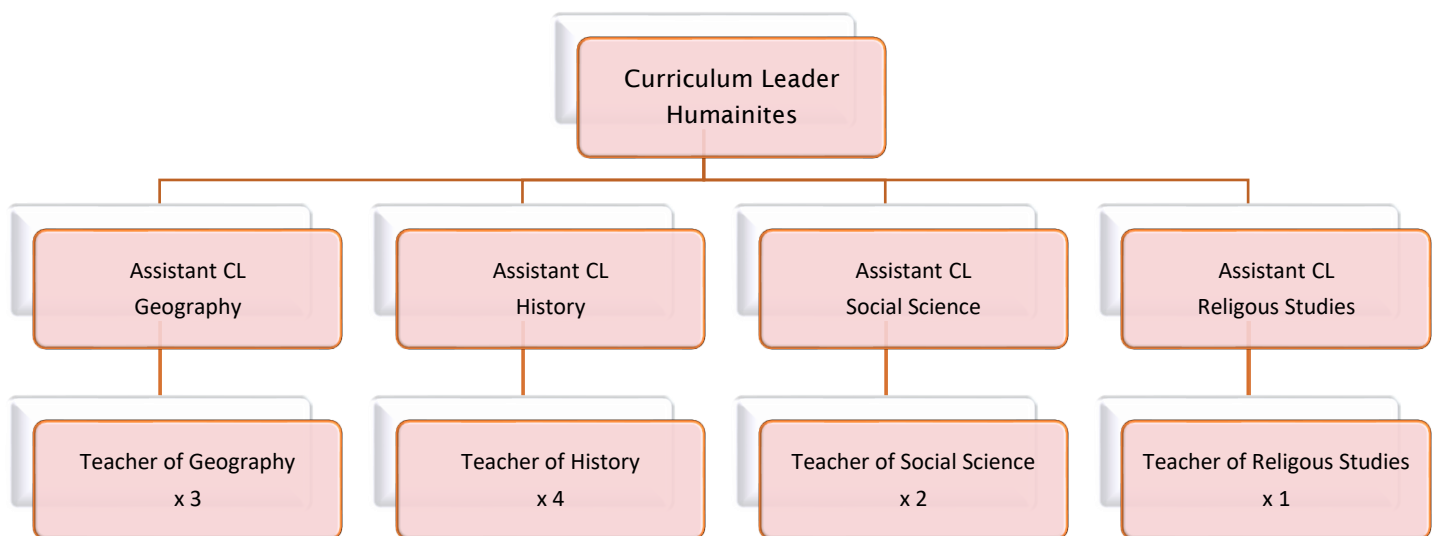 Curriculum Leader
Humainites
Assistant CL
Geography
Assistant CL
History
Assistant CL
Social Science
Assistant CL
Religous Studies
Teacher of Geography
x 3
Teacher of History
x 4
Teacher of Social Science
x 2
Teacher of Religous Studies
x 1